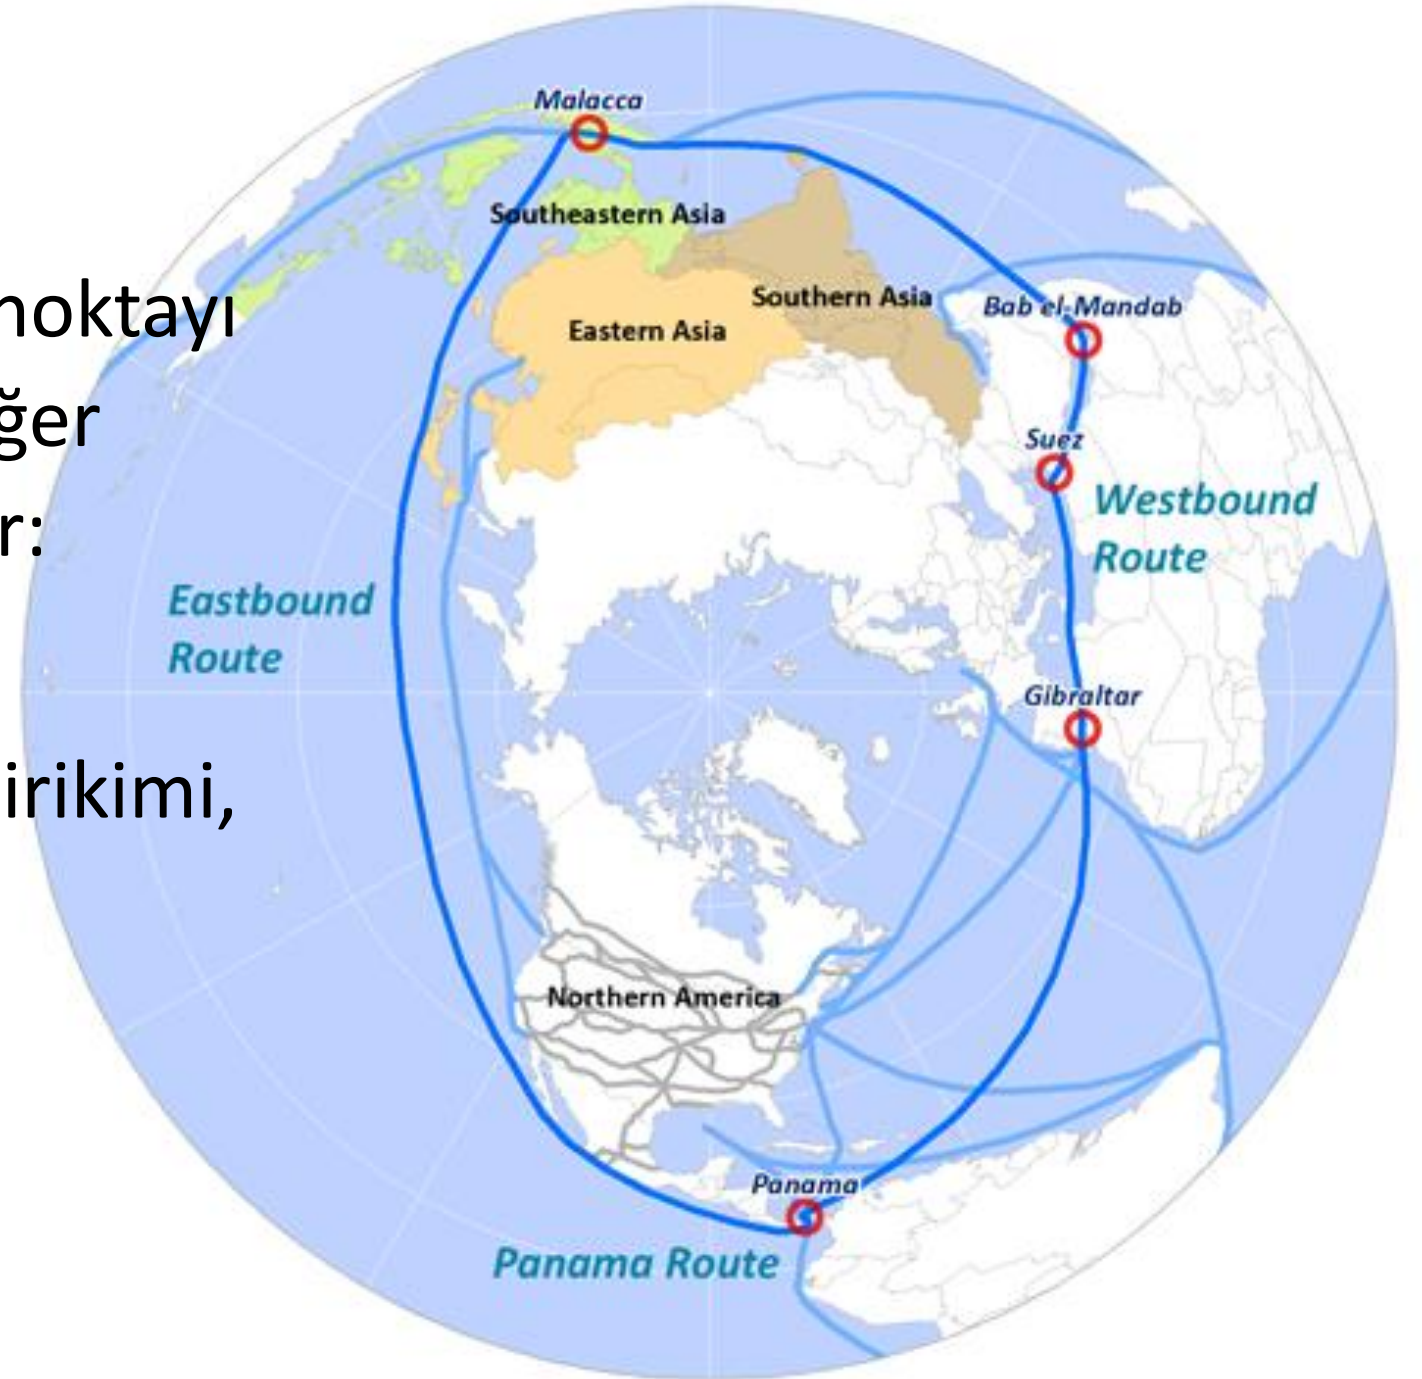 Malacca
Southeastern Asia
Southern Asia
Bab el-Mandab
noktayı
Eastern Asia
ğer
Suez
Westbound
Route
r:
Eastbound
Route
Gibraltar
irikimi,
Northern America
Panama
Panama Route